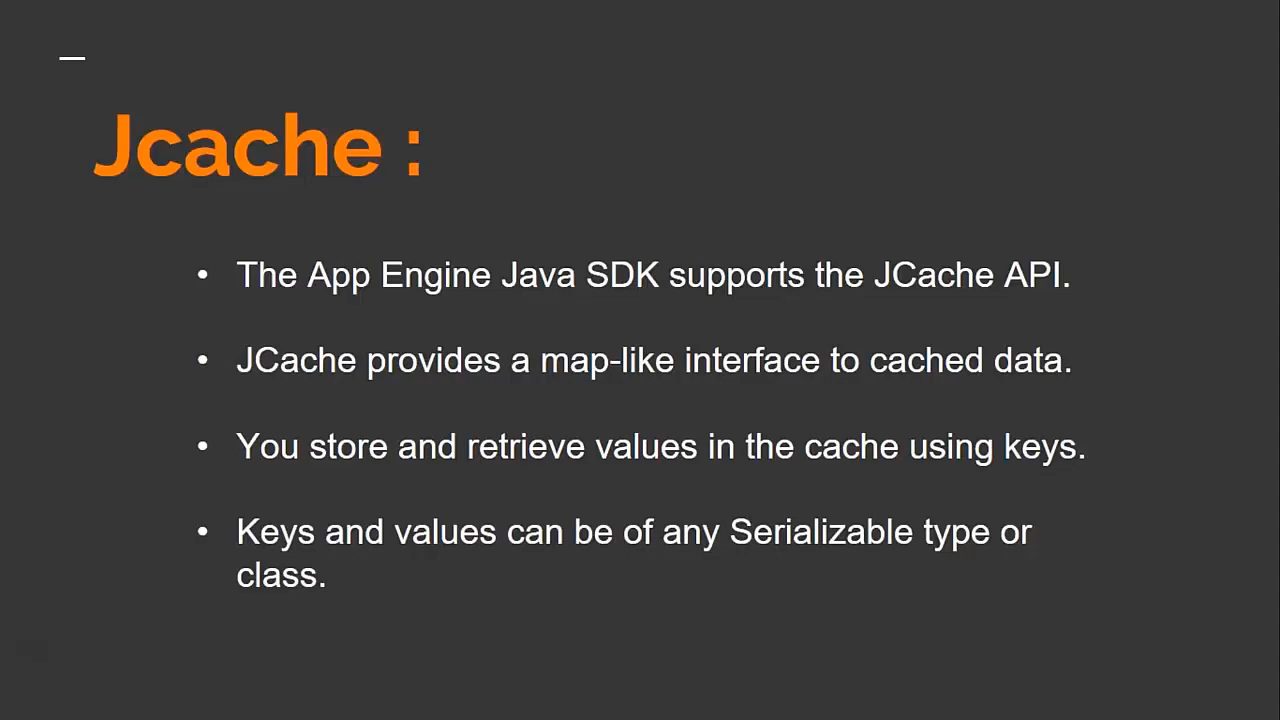 Jcache :
• The App Engine Java SDK supports the JCache API.
• JCache provides a map-like interface to cached data.
• You store and retrieve values in the cache using keys.
• Keys and values can be of any Serializable type or
class.